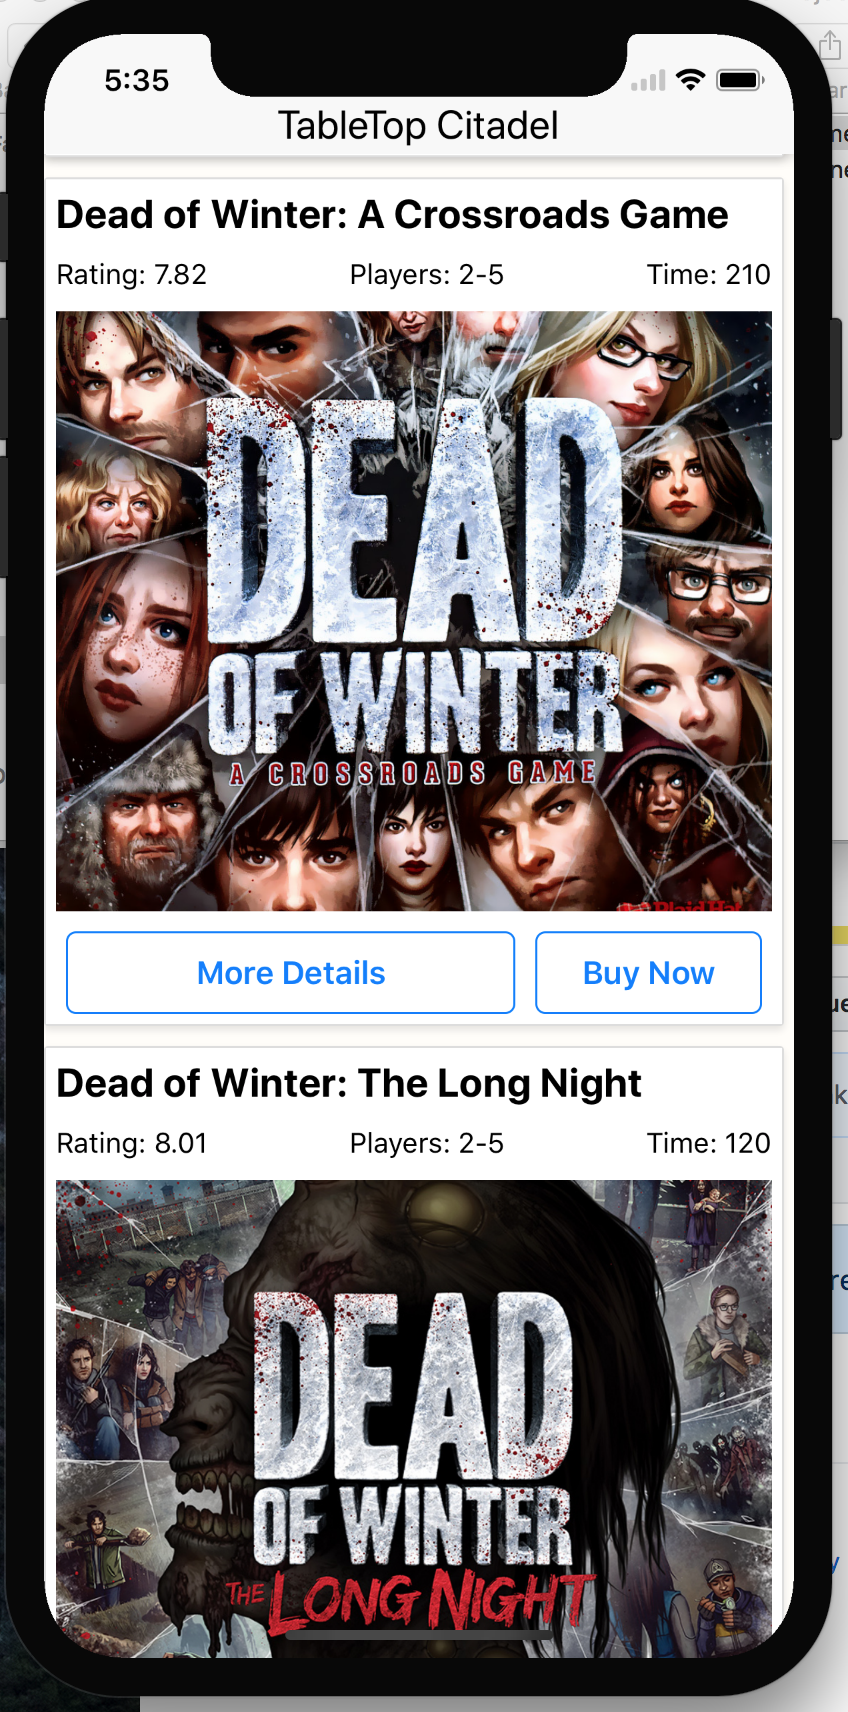 5:35
TableTop Citadel
Dead of Winter: A Crossroads Game
Rating: 7.82 Players: 2-5 Time: 210
DEAD
OF WINTER
A CROSSROADS GAME
Plaid Hat
More Details Buy Now
Dead of Winter: The Long Night
Rating: 8.01 Players: 2-5 Time: 120
DEAD
OF WINTER
THE LONG NIGHT